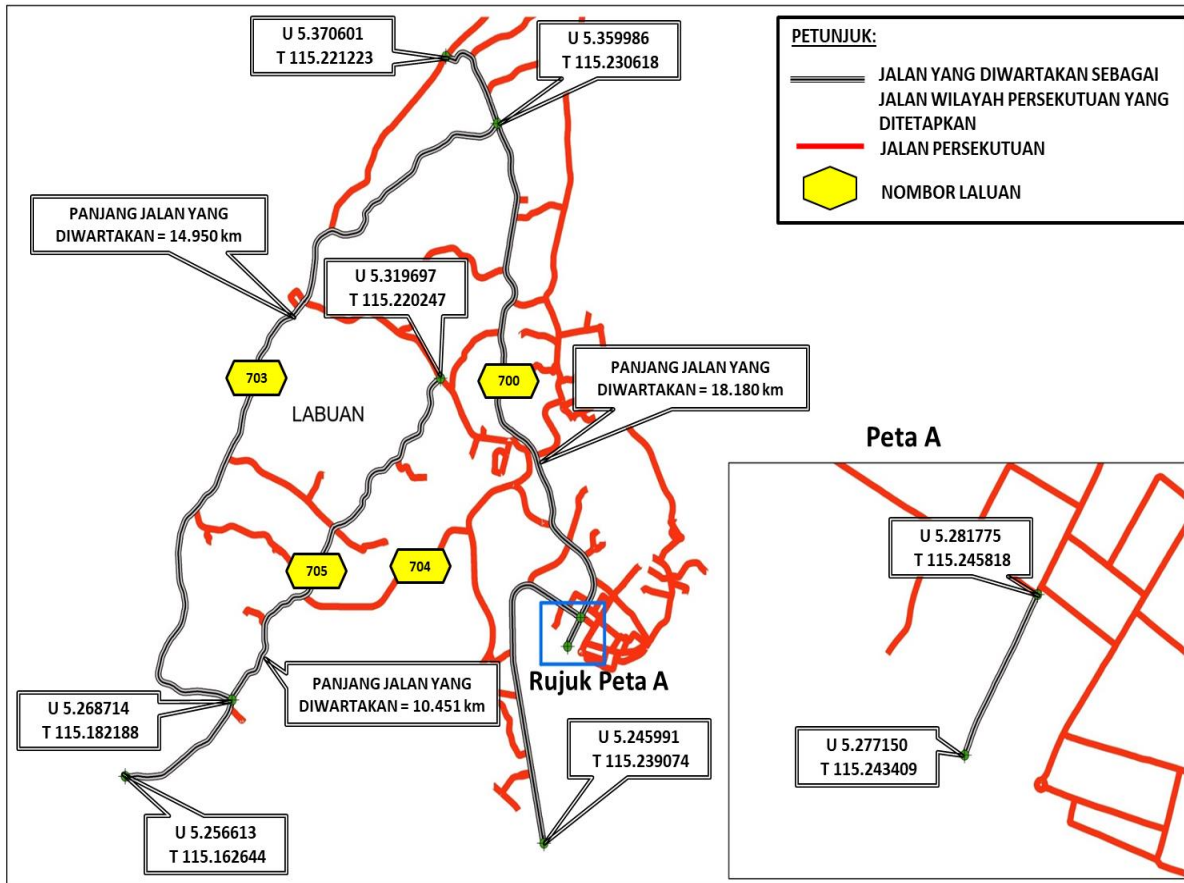 U 5.370601
T 115.221223
U 5.359986
T 115.230618
PETUNJUK:
JALAN YANG DIWARTAKAN SEBAGAI
JALAN WILAYAH PERSEKUTUAN YANG
DITETAPKAN
JALAN PERSEKUTUAN
NOMBOR LALUAN
PANJANG JALAN YANG
DIWARTAKAN = 14.950 km
U 5.319697
T 115.220247
703
700
PANJANG JALAN YANG
DIWARTAKAN = 18.180 km
LABUAN
Peta A
705
704
U 5.281775
T 115.245818
Rujuk Peta A
PANJANG JALAN YANG
DIWARTAKAN = 10.451 km
U 5.268714
T 115.182188
U 5.245991
T 115.239074
U 5.277150
T 115.243409
U 5.256613
T 115.162644